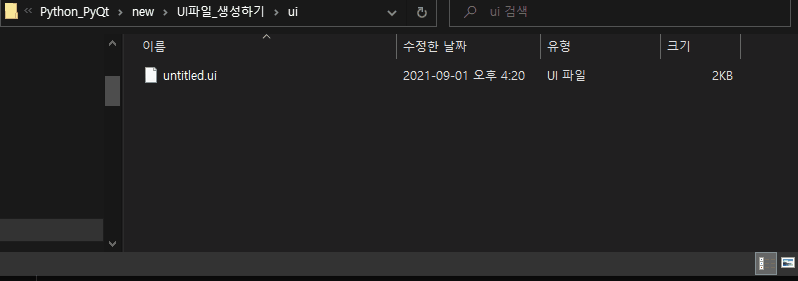 « Python_PyQt > new > UI파일_생성하기 > ui
ui 검색
이름 수정한 날짜 유형 크기
untitled.ui 2021-09-01 오후 4:20 UI 파일 2KB